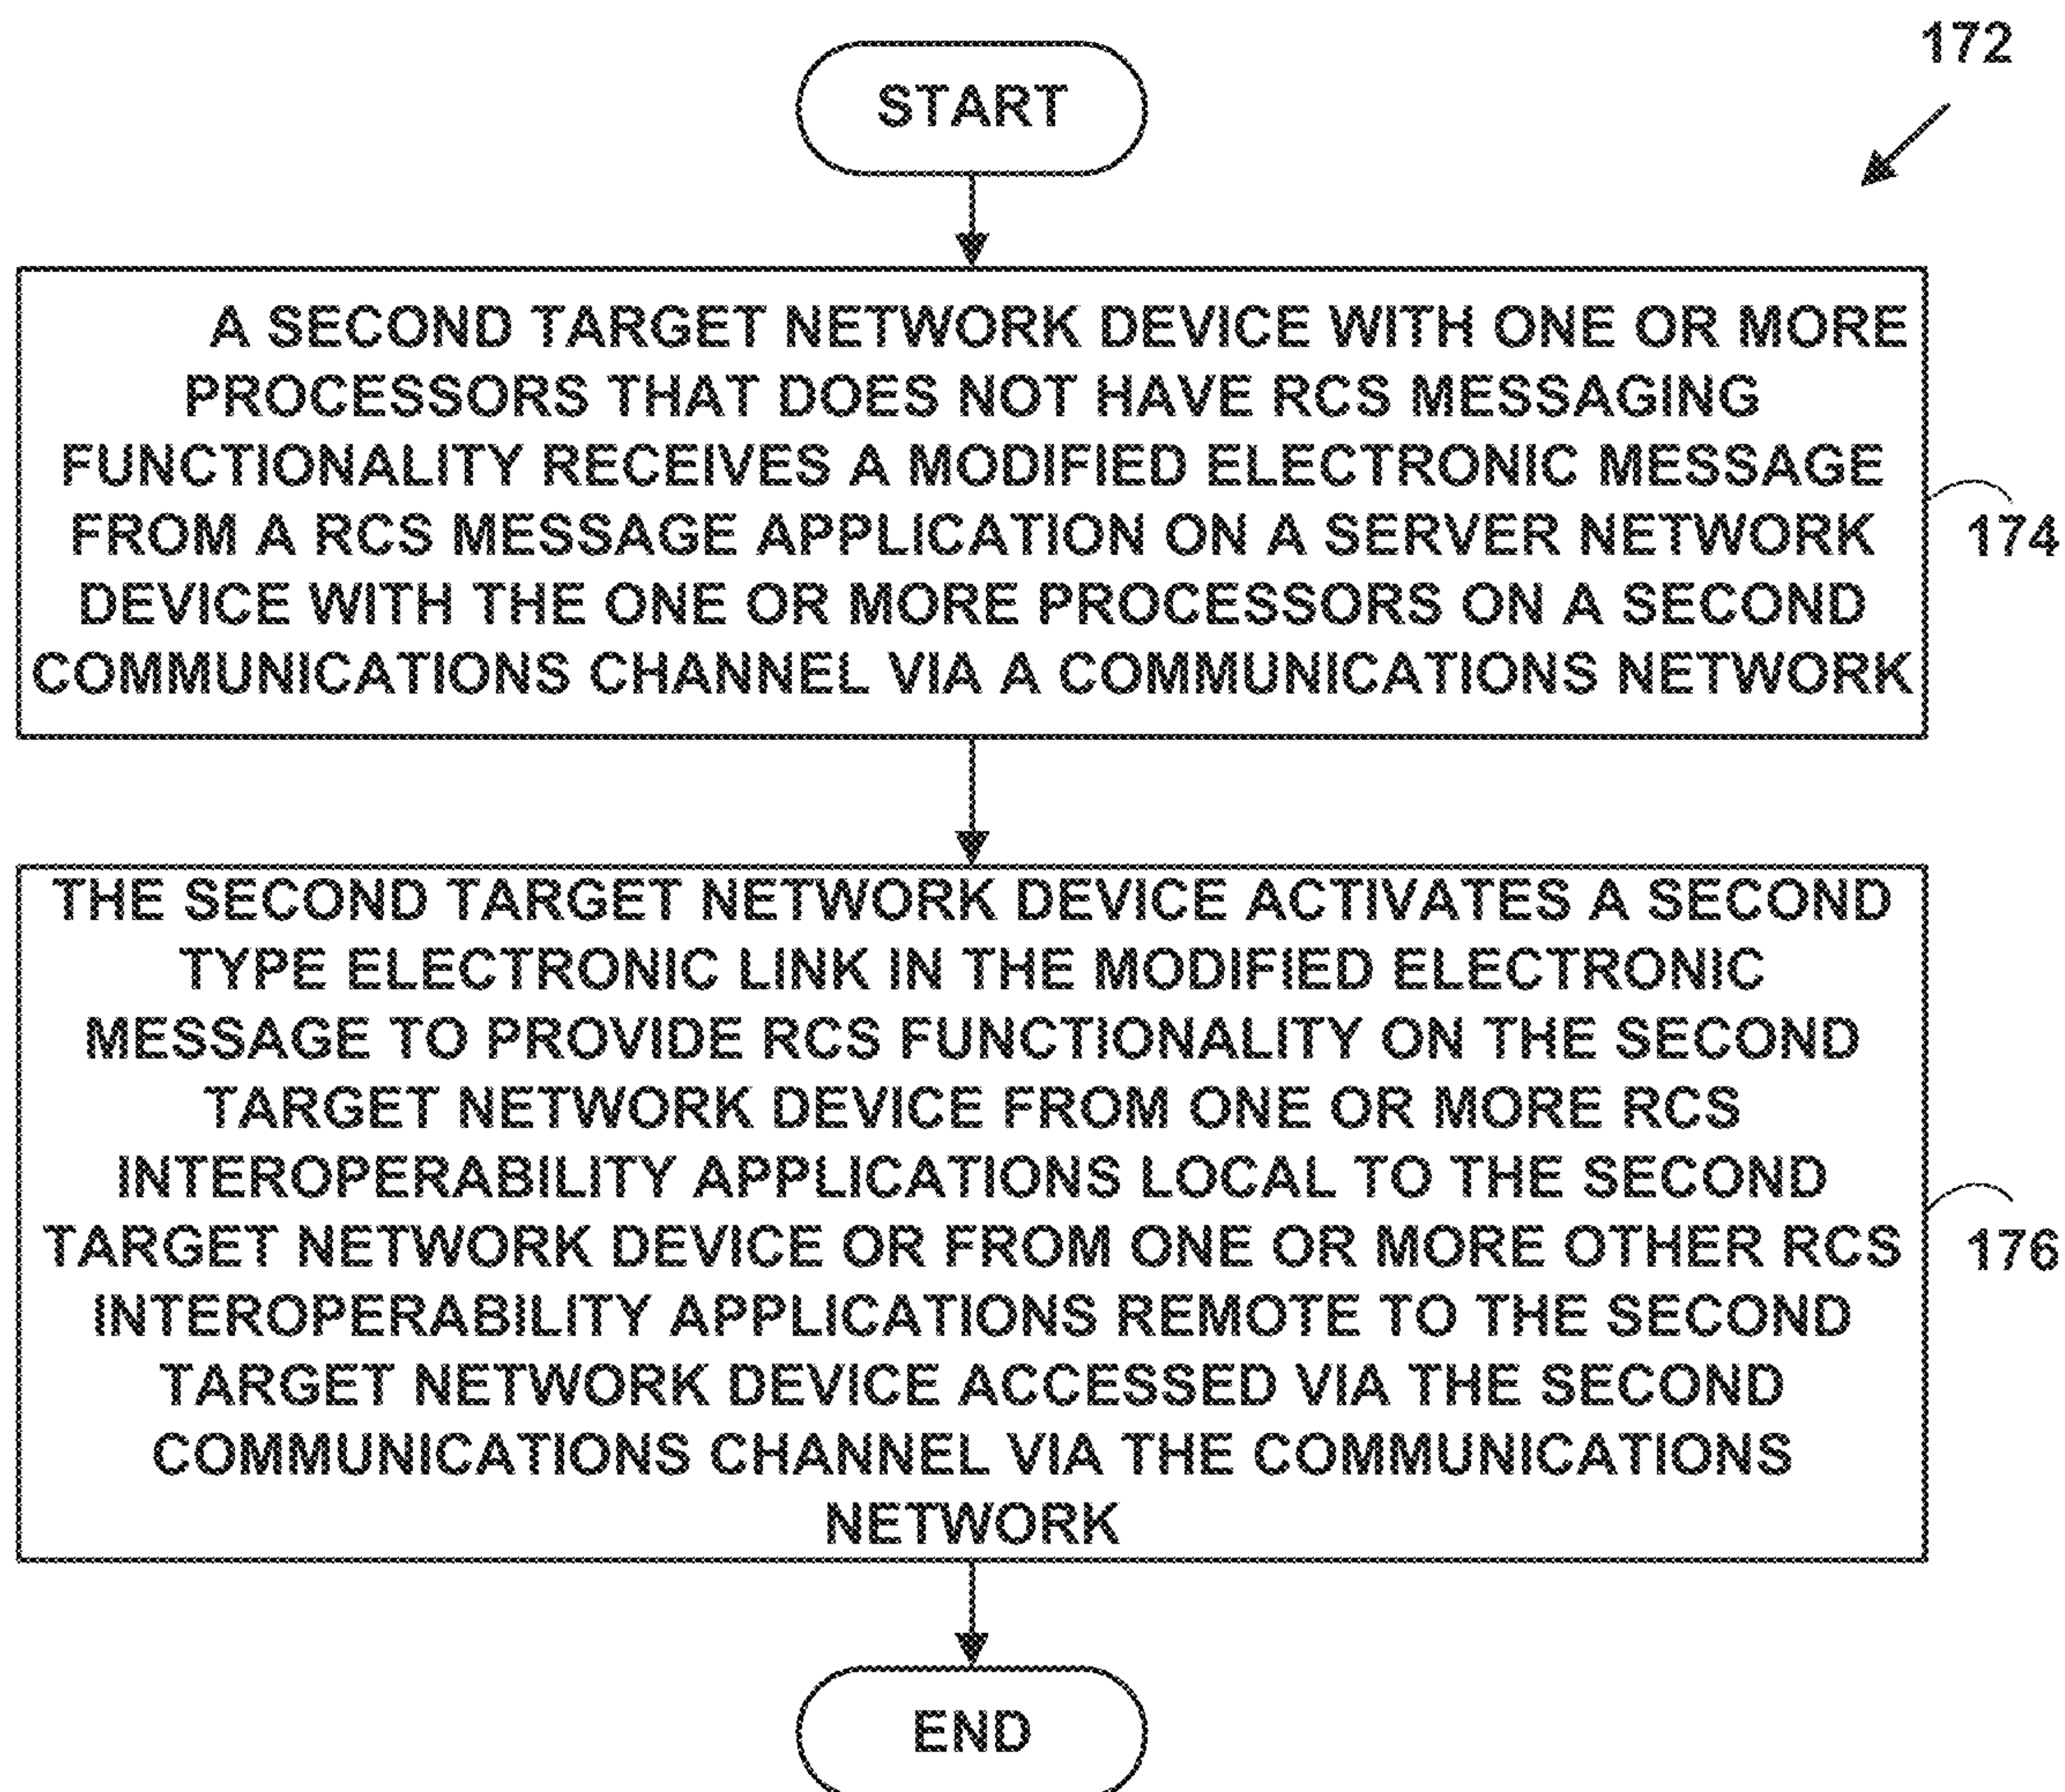 172
START
A SECOND TARGET NETWORK DEVICE WITH ONE OR MORE
PROCESSORS THAT DOES NOT HAVE RCS MESSAGING
FUNCTIONALITY RECEIVES A MODIFIED ELECTRONIC MESSAGE
FROM A RCS MESSAGE APPLICATION ON A SERVER NETWORK
DEVICE WITH THE ONE OR MORE PROCESSORS ON A SECOND
COMMUNICATIONS CHANNEL VIA A COMMUNICATIONS NETWORK
174
THE SECOND TARGET NETWORK DEVICE ACTIVATES A SECOND
TYPE ELECTRONIC LINK IN THE MODIFIED ELECTRONIC
MESSAGE TO PROVIDE RCS FUNCTIONALITY ON THE SECOND
TARGET NETWORK DEVICE FROM ONE OR MORE RCS
INTEROPERABILITY APPLICATIONS LOCAL TO THE SECOND
TARGET NETWORK DEVICE OR FROM ONE OR MORE OTHER RCS
INTEROPERABILITY APPLICATIONS REMOTE TO THE SECOND
TARGET NETWORK DEVICE ACCESSED VIA THE SECOND
COMMUNICATIONS CHANNEL VIA THE COMMUNICATIONS
NETWORK
176
END